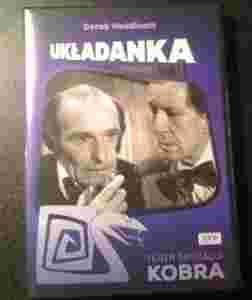 Derek Hoddinott
UKŁADANKA
TEATR SENSACJI
KOBRA